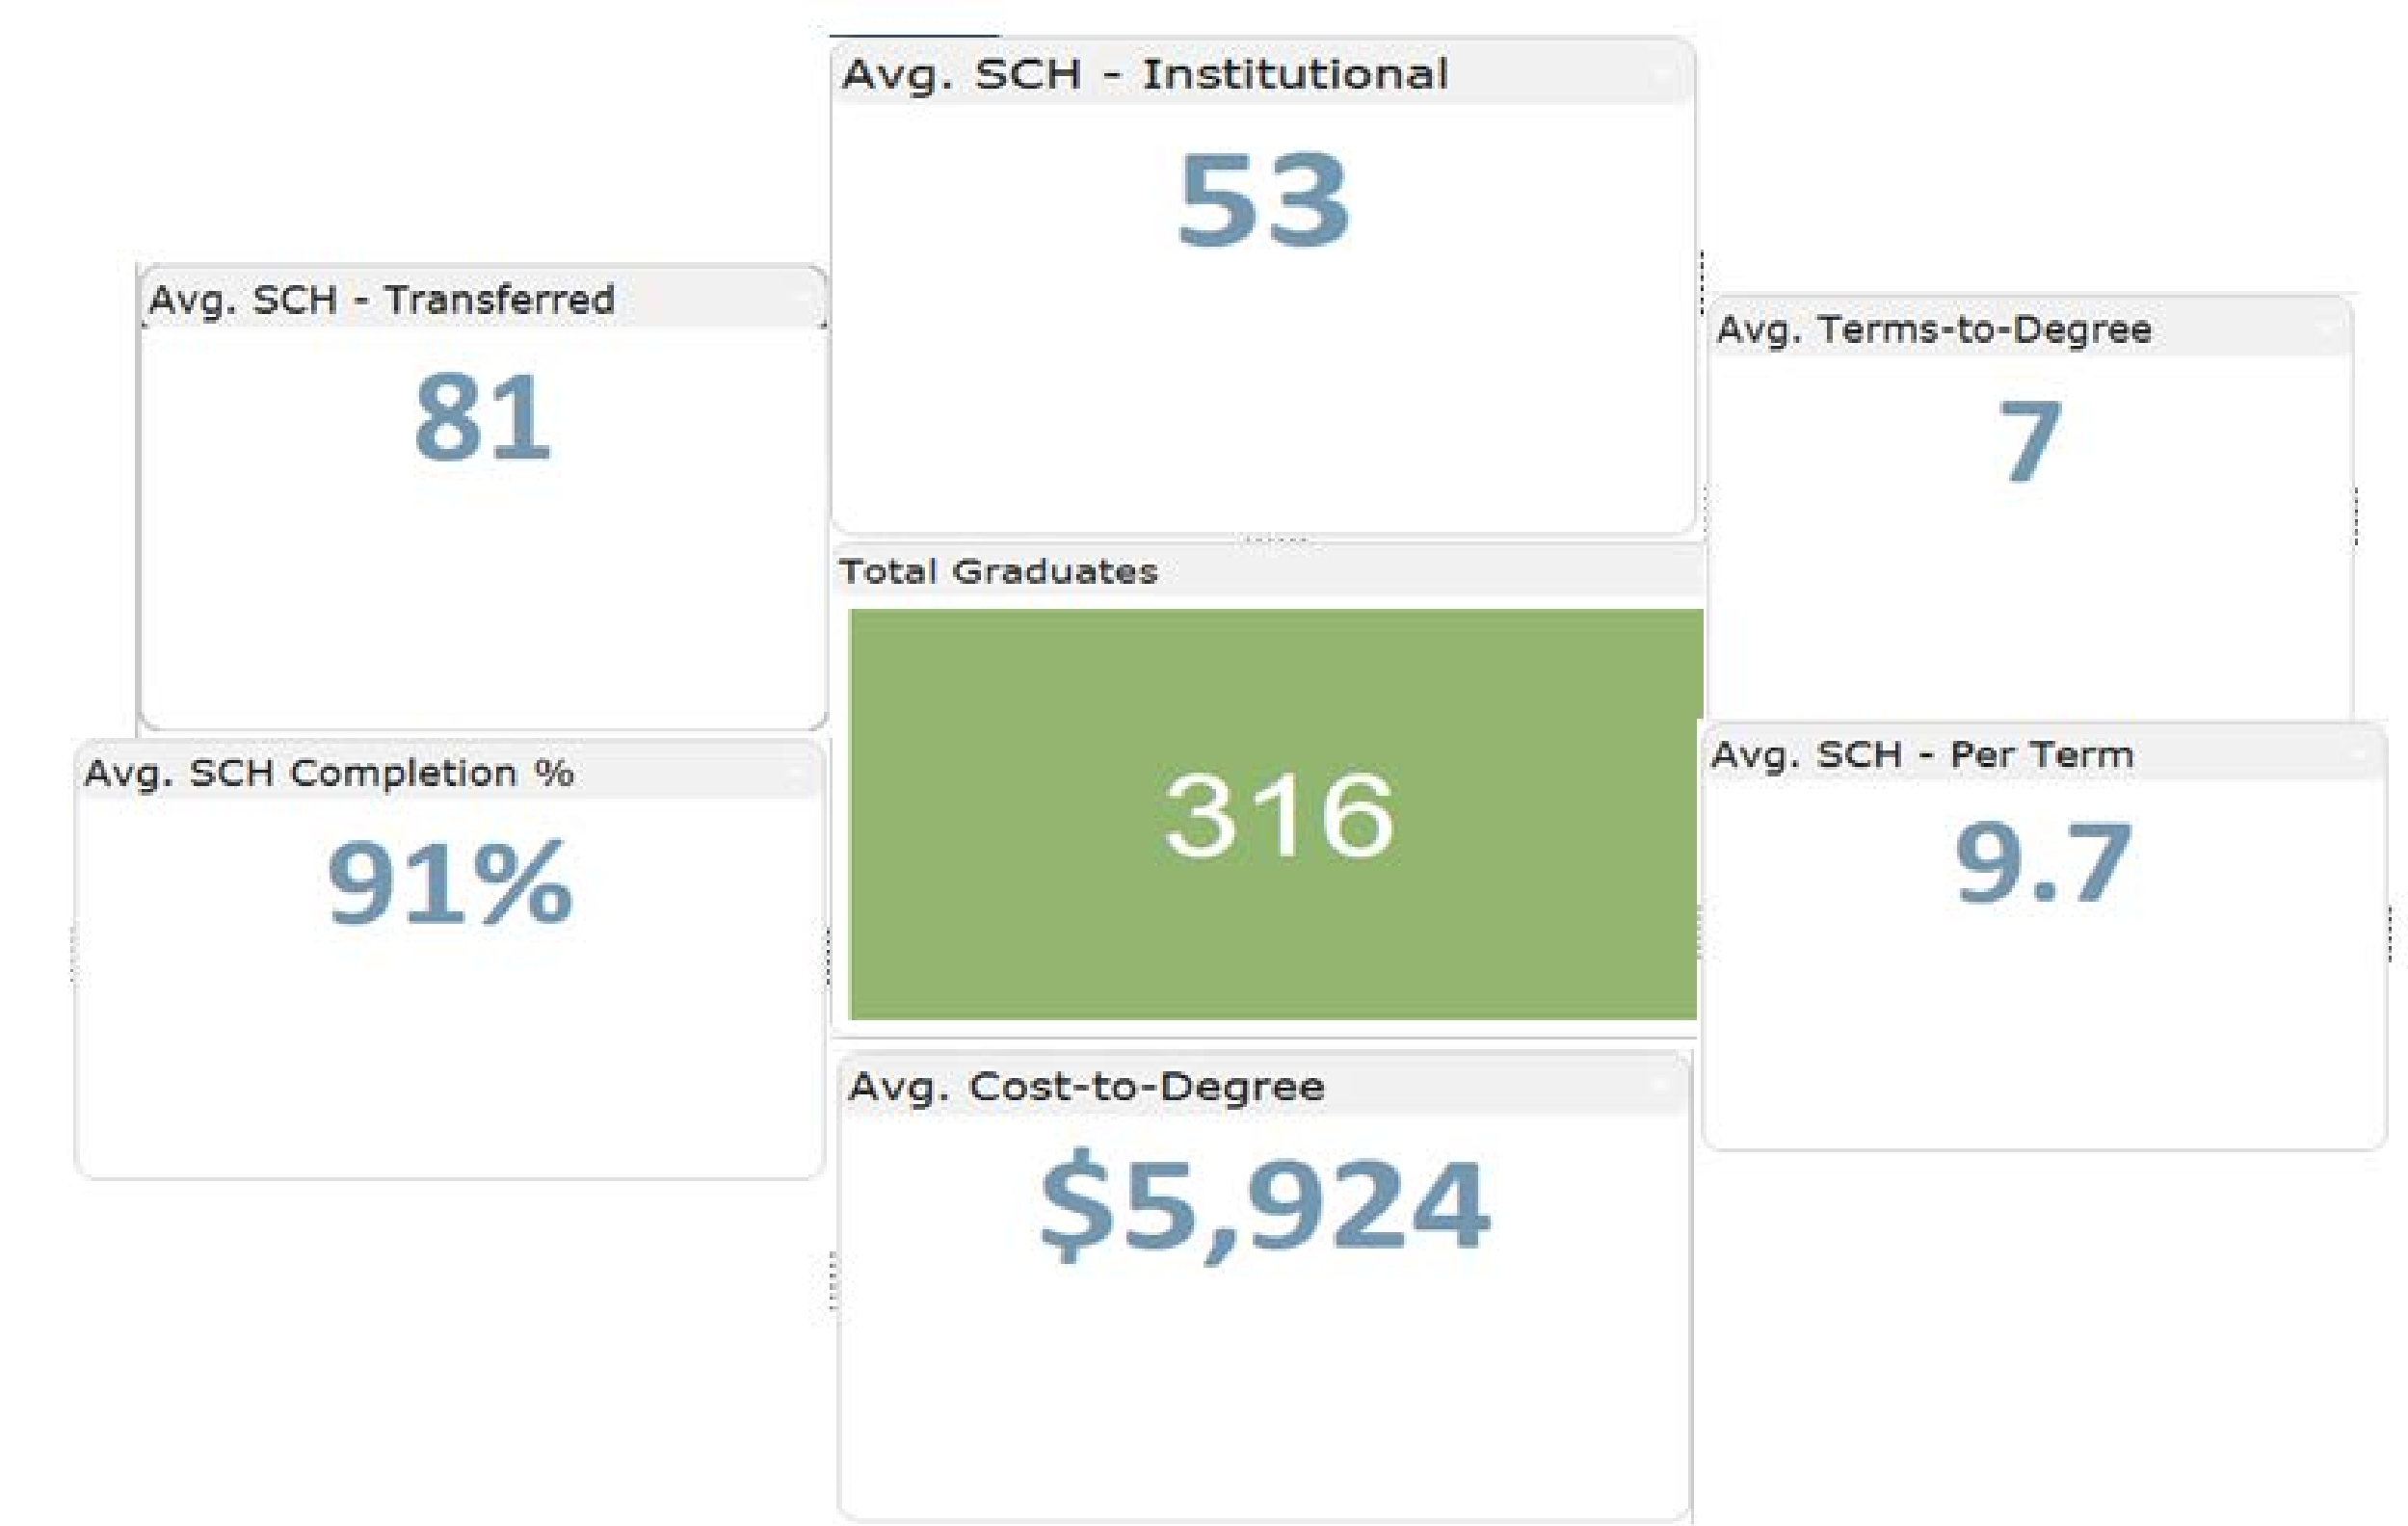 Avg. SCH - Institutional
53
Avg. SCH - Transferred
81
Avg. Terms-to-Degree
7
Total Graduates
316
Avg. SCH Completion %
91%
Avg. SCH - Per Term
9.7
Avg. Cost-to-Degree
$5,924